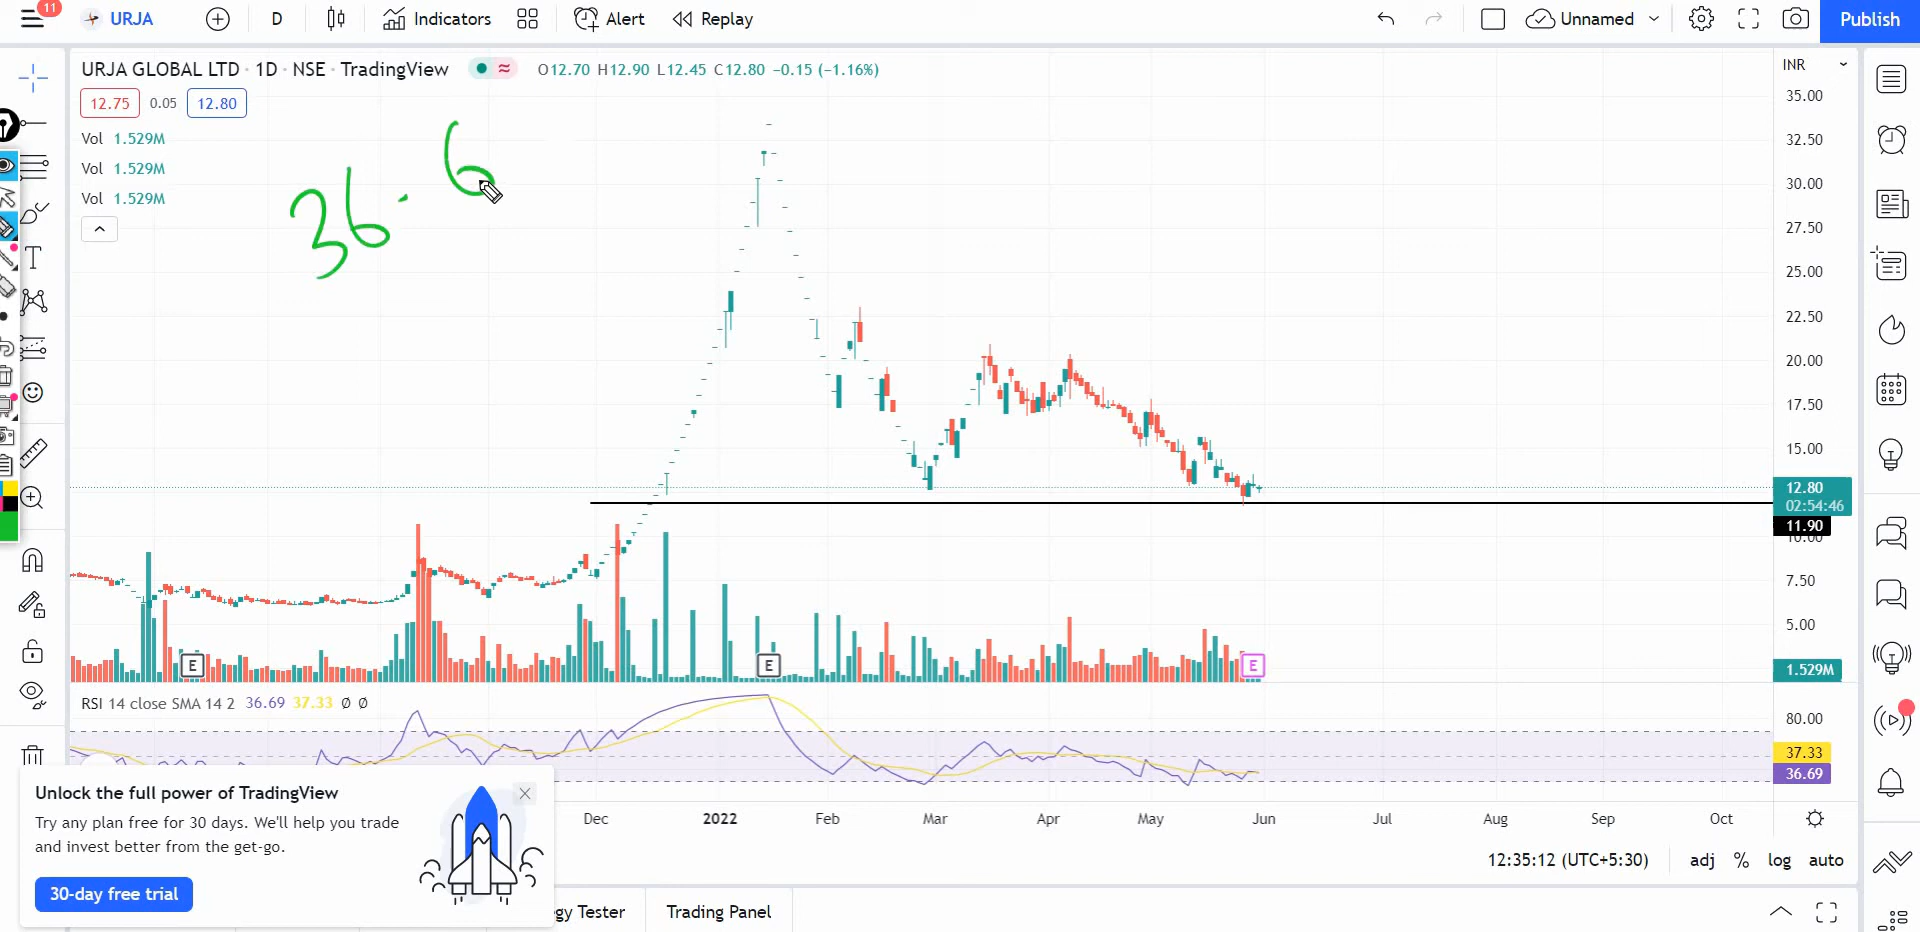 11 URJA D Indicators Alert Replay Unnamed Publish
URJA GLOBAL LTD · 1D · NSE · TradingView O12.70 H12.90 L12.45 C12.80 −0.15 (−1.16%) INR
12.75 0.05 12.80
Vol 1.529M
Vol 1.529M
Vol 1.529M
36.6
35.00
32.50
30.00
27.50
25.00
22.50
20.00
17.50
15.00
12.80
02:54:46
11.90
10.00
7.50
5.00
1.529M
E E E
RSI 14 close SMA 14 2 36.69 37.33 Ø Ø
80.00
37.33
36.69
Unlock the full power of TradingView
Try any plan free for 30 days. We'll help you trade
and invest better from the get-go.
30-day free trial
Dec 2022 Feb Mar Apr May Jun Jul Aug Sep Oct
12:35:12 (UTC+5:30) adj % log auto
gy Tester Trading Panel